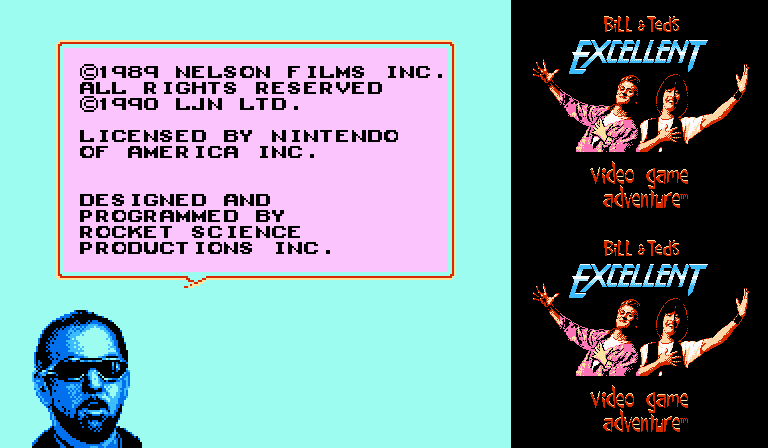 ©1989 NELSON FILMS INC.
ALL RIGHTS RESERVED
©1990 LJN LTD.
LICENSED BY NINTENDO
OF AMERICA INC.
DESIGNED AND
PROGRAMMED BY
ROCKET SCIENCE
PRODUCTIONS INC.
Bill & Ted's
EXCELLENT
Video game
adventure™
Bill & Ted's
EXCELLENT
Video game
adventure™